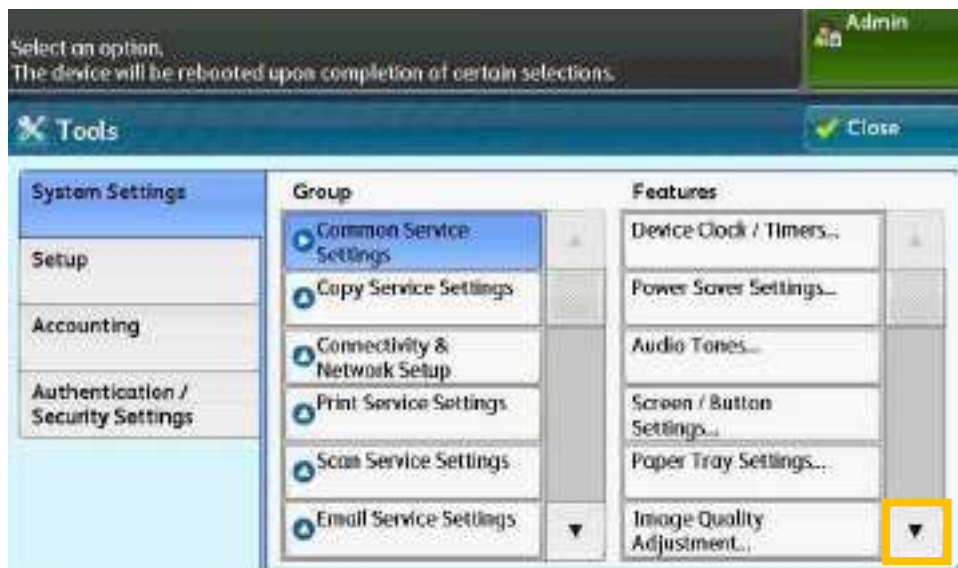 Admin
Select an option.
The device will be rebooted upon completion of certain selections.
Tools
Close
System Settings
Setup
Accounting
Authentication /
Security Settings
Group
Common Service
Settings
Copy Service Settings
Connectivity &
Network Setup
Print Service Settings
Scan Service Settings
Email Service Settings
Features
Device Clock / Timers...
Power Saver Settings...
Audio Tones...
Screen / Button
Settings...
Paper Tray Settings...
Image Quality
Adjustment...